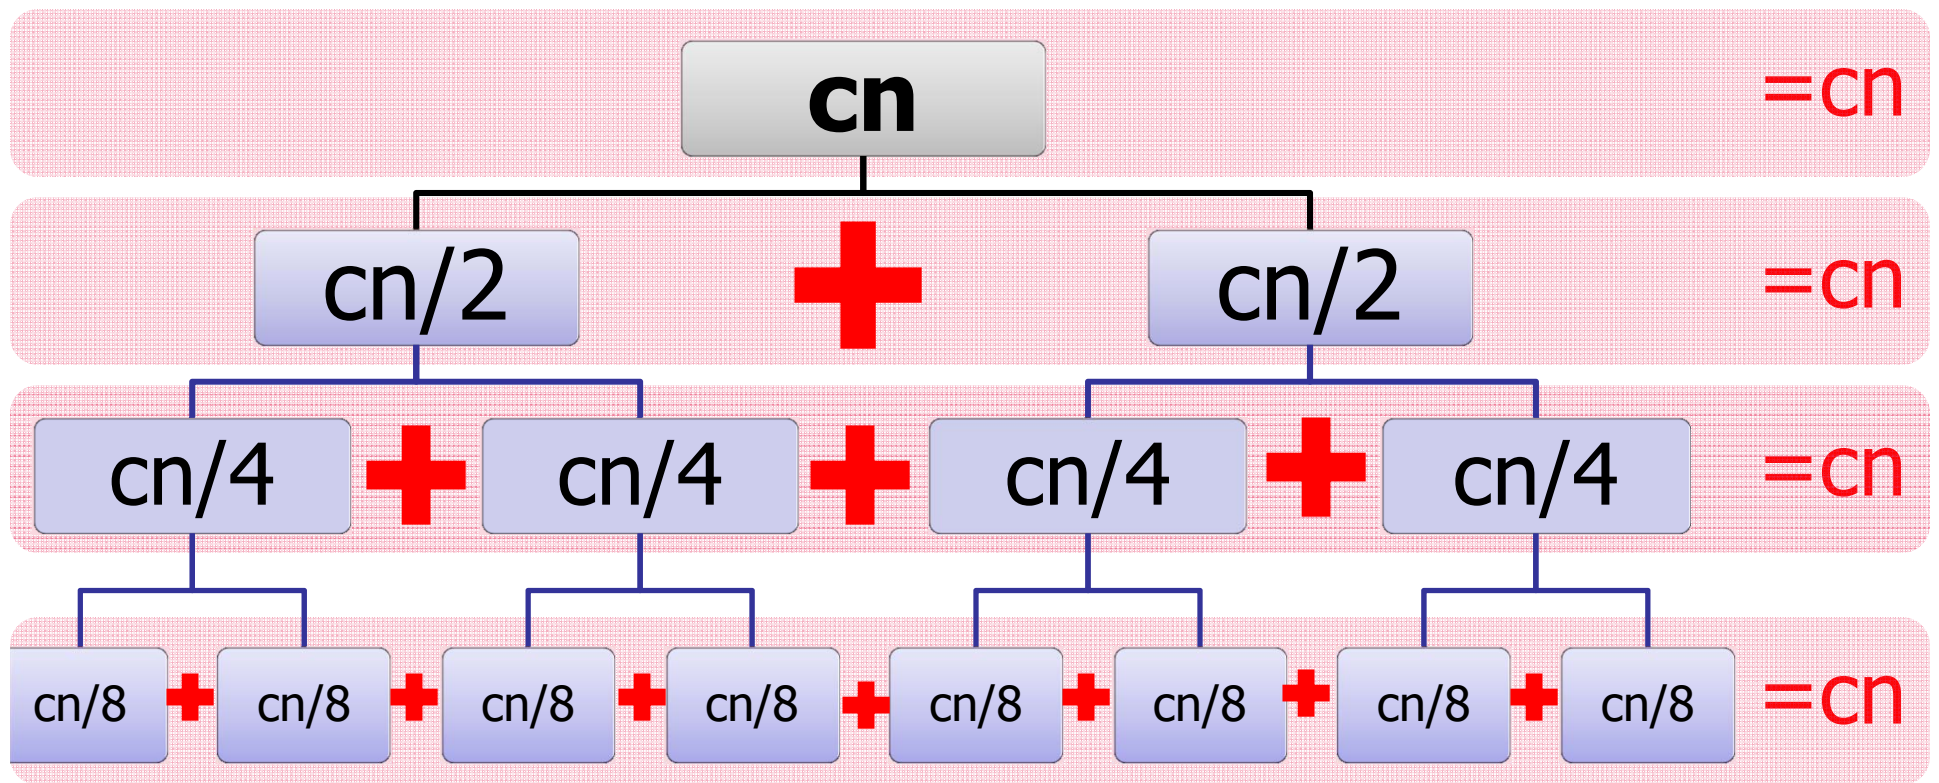 cn =cn
cn/2 + cn/2 =cn
cn/4 + cn/4 + cn/4 + cn/4 =cn
cn/8 + cn/8 + cn/8 + cn/8 + cn/8 + cn/8 + cn/8 + cn/8 =cn